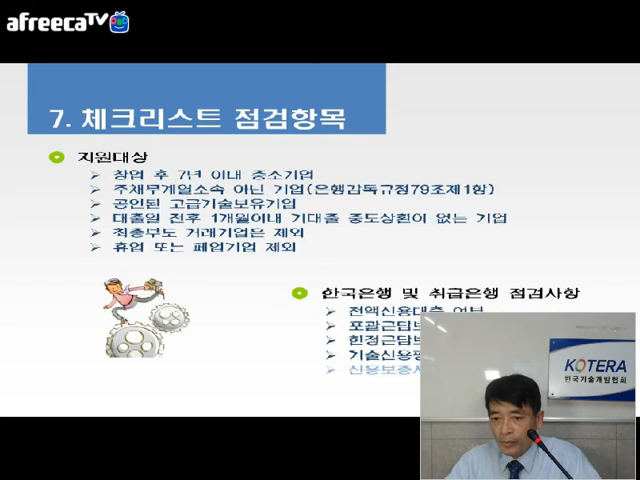 afreecaTV
7. 체크리스트 점검항목
지원대상
창업 후 7년 이내 중소기업
주채무계열소속 아닌 기업(은행감독규정79조제1항)
공인된 고급기술보유기업
대출일 전후 1개월이내 기대출 중도상환이 없는 기업
최종부도 거래기업은 제외
휴업 또는 폐업기업 제외
한국은행 및 취급은행 점검사항
전액신용대출 여부
포괄근담보
한정근담보
기술신용평
신용보증서
KOTERA
한국기술개발협회